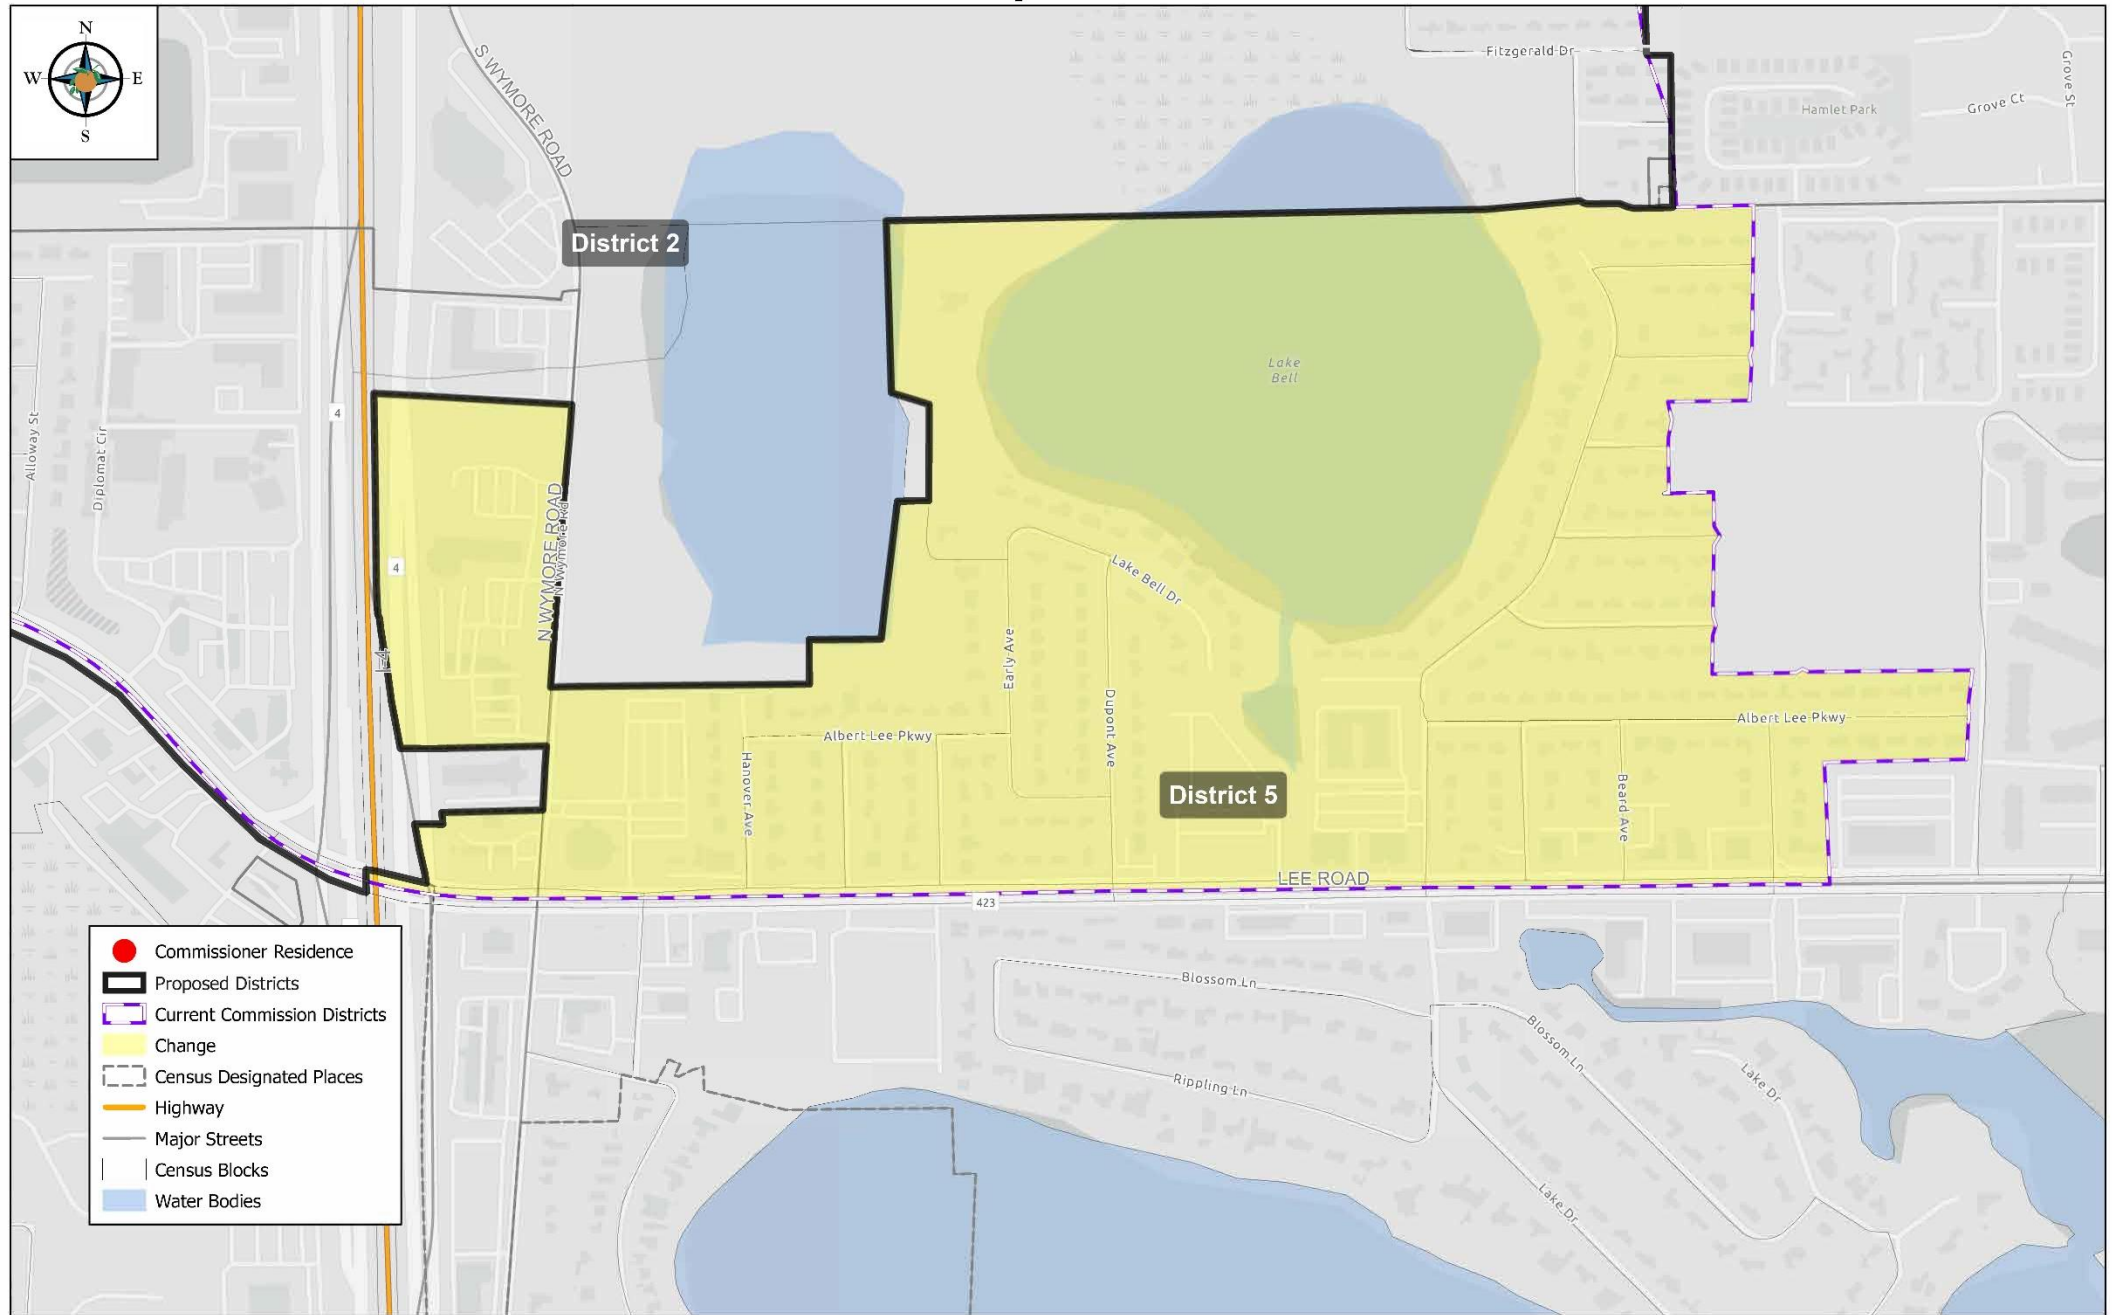 N
W
E
S
S WYMORE ROAD
Fitzgerald Dr
Grove St
Grove Ct
Hamlet Park
District 2
Lake
Bell
4
Alloway St
Diplomat Cir
N WYMORE ROAD
N Wymore Rd
4
Lake Bell Dr
I-4
Early Ave
Dupont Ave
Albert Lee Pkwy
Albert Lee Pkwy
Hanover Ave
District 5
Beard Ave
LEE ROAD
423
Commissioner Residence
Proposed Districts
Current Commission Districts
Change
Census Designated Places
Highway
Major Streets
Census Blocks
Water Bodies
Blossom Ln
Blossom Ln
Rippling Ln
Lake Dr
Lake Dr